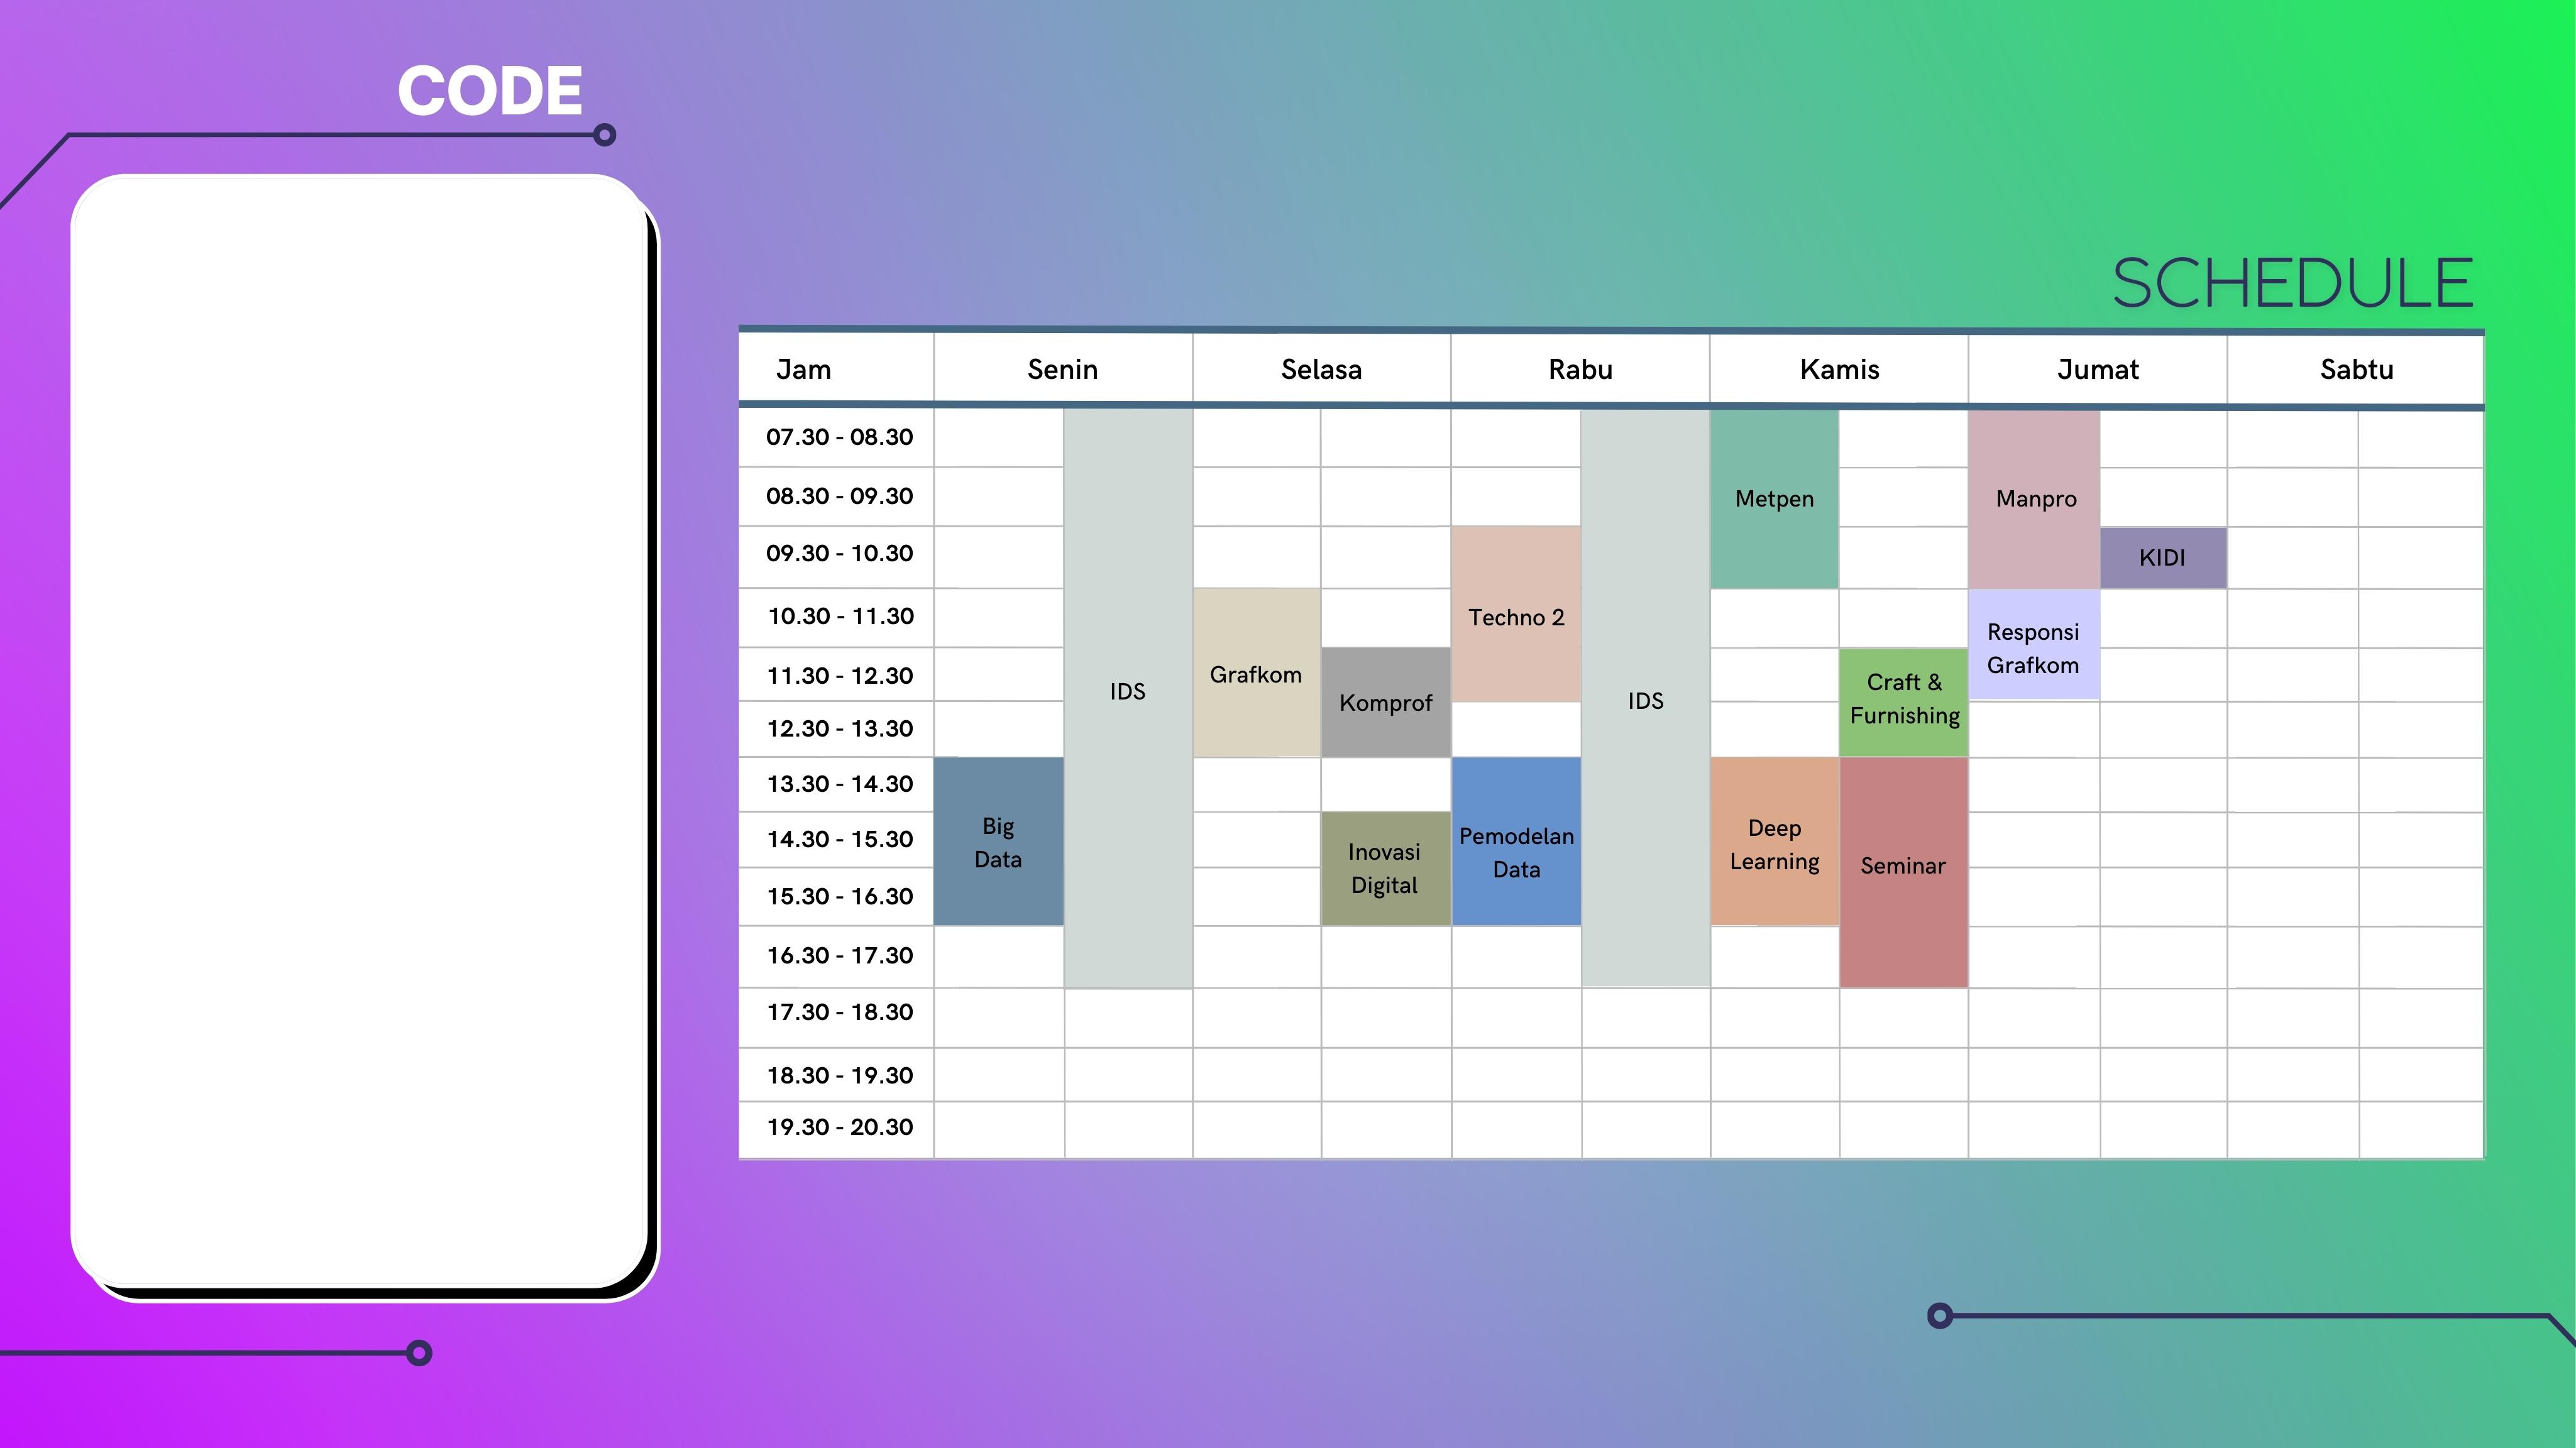 CODE
SCHEDULE
Jam Senin Selasa Rabu Kamis Jumat Sabtu
07.30 - 08.30
08.30 - 09.30
Metpen
Manpro
09.30 - 10.30
KIDI
10.30 - 11.30
Techno 2
Responsi
Grafkom
11.30 - 12.30
IDS
Grafkom
Komprof
IDS
Craft &
Furnishing
12.30 - 13.30
13.30 - 14.30
Big
Data
14.30 - 15.30
Inovasi
Digital
Pemodelan
Data
Deep
Learning
Seminar
15.30 - 16.30
16.30 - 17.30
17.30 - 18.30
18.30 - 19.30
19.30 - 20.30